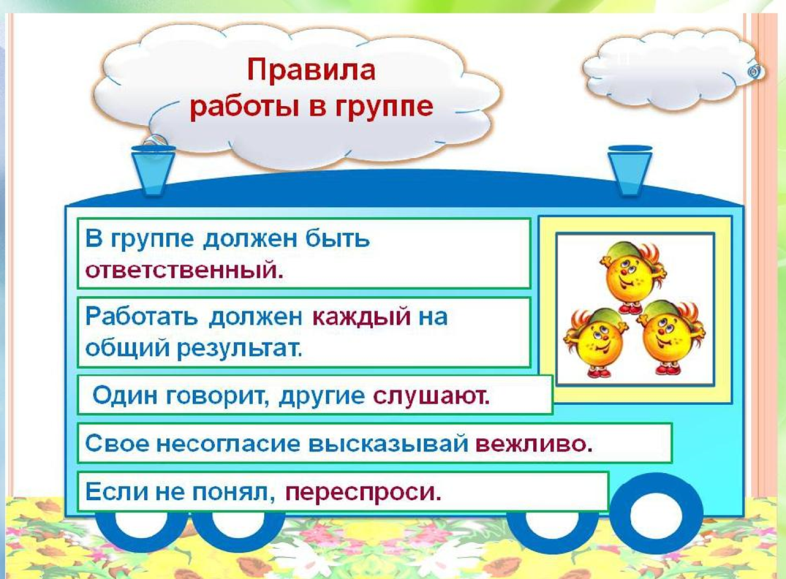 Правила
работы в группе
В группе должен быть
ответственный.
Работать должен каждый на
общий результат.
Один говорит, другие слушают.
Свое несогласие высказывай вежливо.
Если не понял, переспроси.